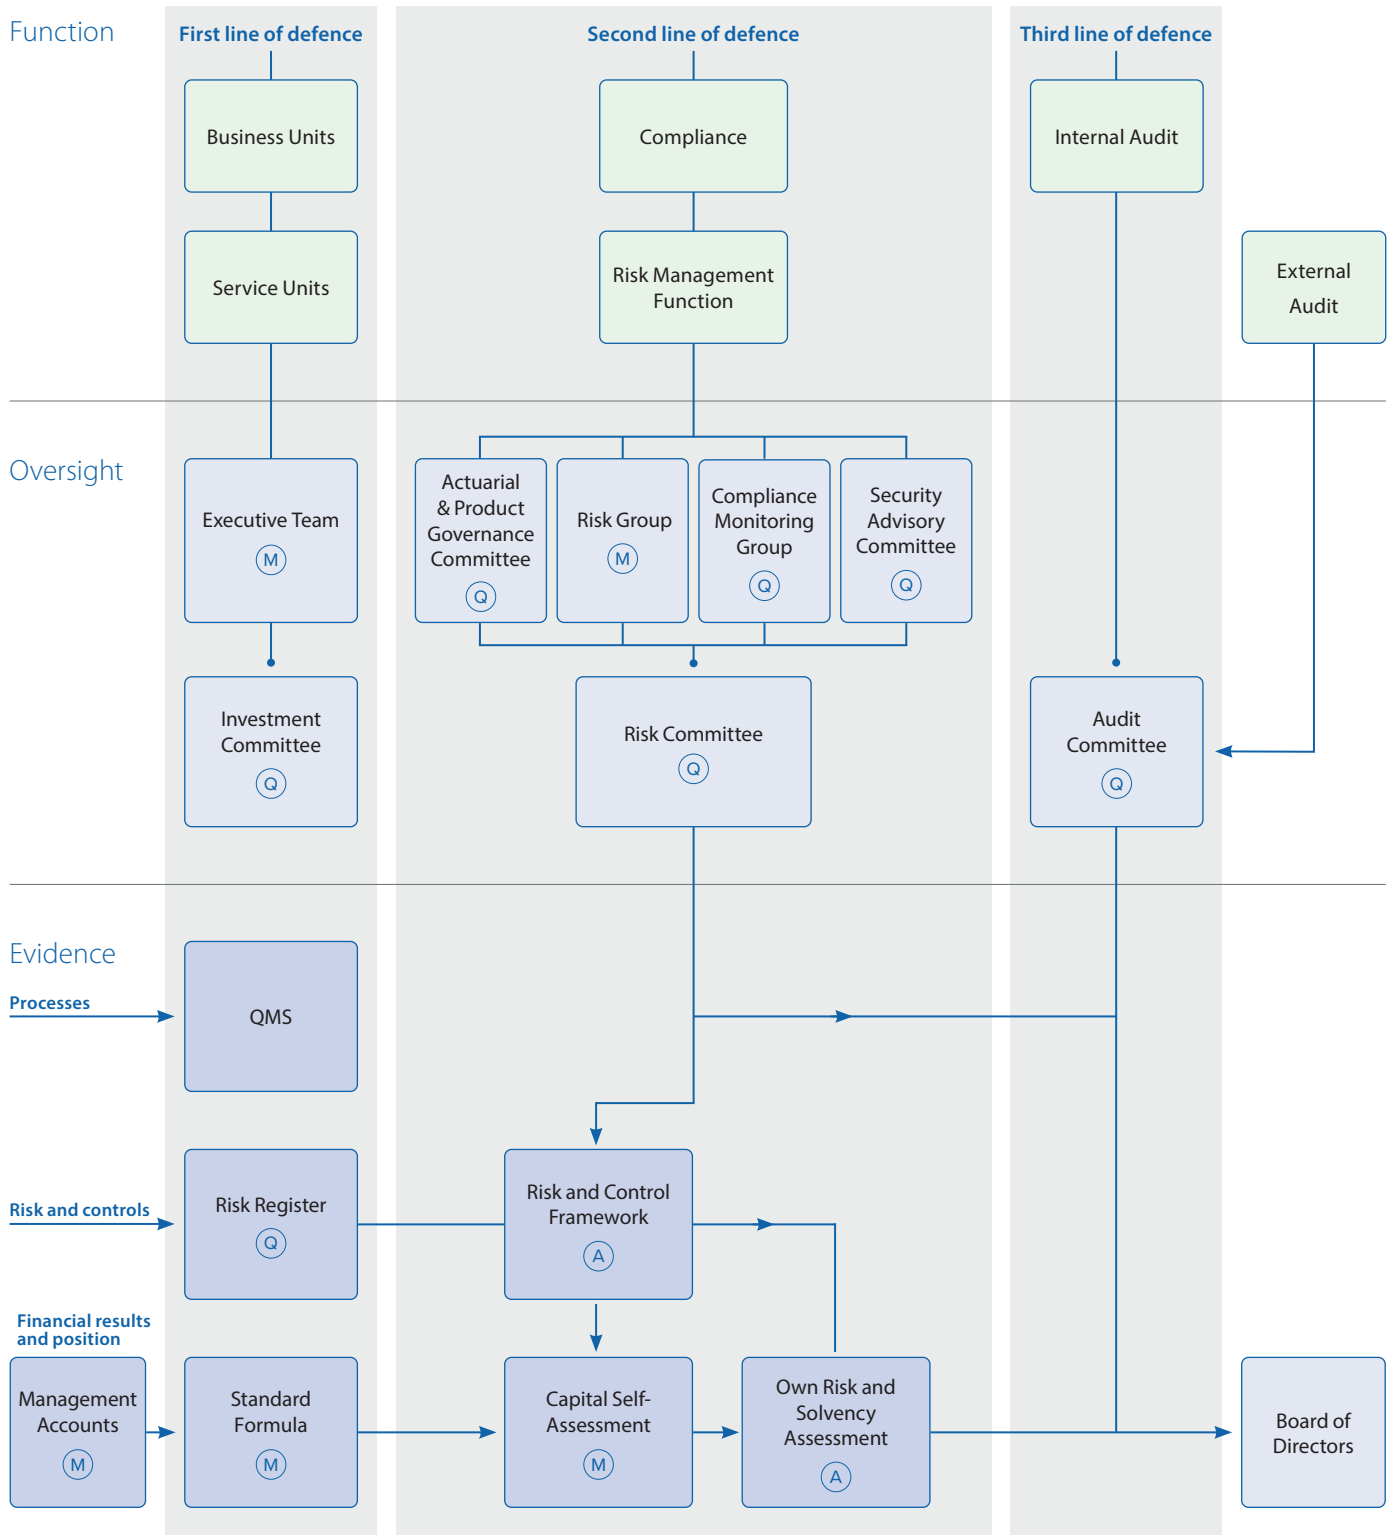 Function
First line of defence
Second line of defence
Third line of defence
Business Units
Compliance
Internal Audit
Service Units
Risk Management
Function
External
Audit
Oversight
Executive Team
M
Actuarial
& Product
Governance
Committee
Q
Risk Group
M
Compliance
Monitoring
Group
Q
Security
Advisory
Committee
Q
Investment
Committee
Q
Risk Committee
Q
Audit
Committee
Q
Evidence
Processes
QMS
Risk and controls
Risk Register
Q
Risk and Control
Framework
A
Financial results
and position
Management
Accounts
M
Standard
Formula
M
Capital Self-
Assessment
M
Own Risk and
Solvency
Assessment
A
Board of
Directors